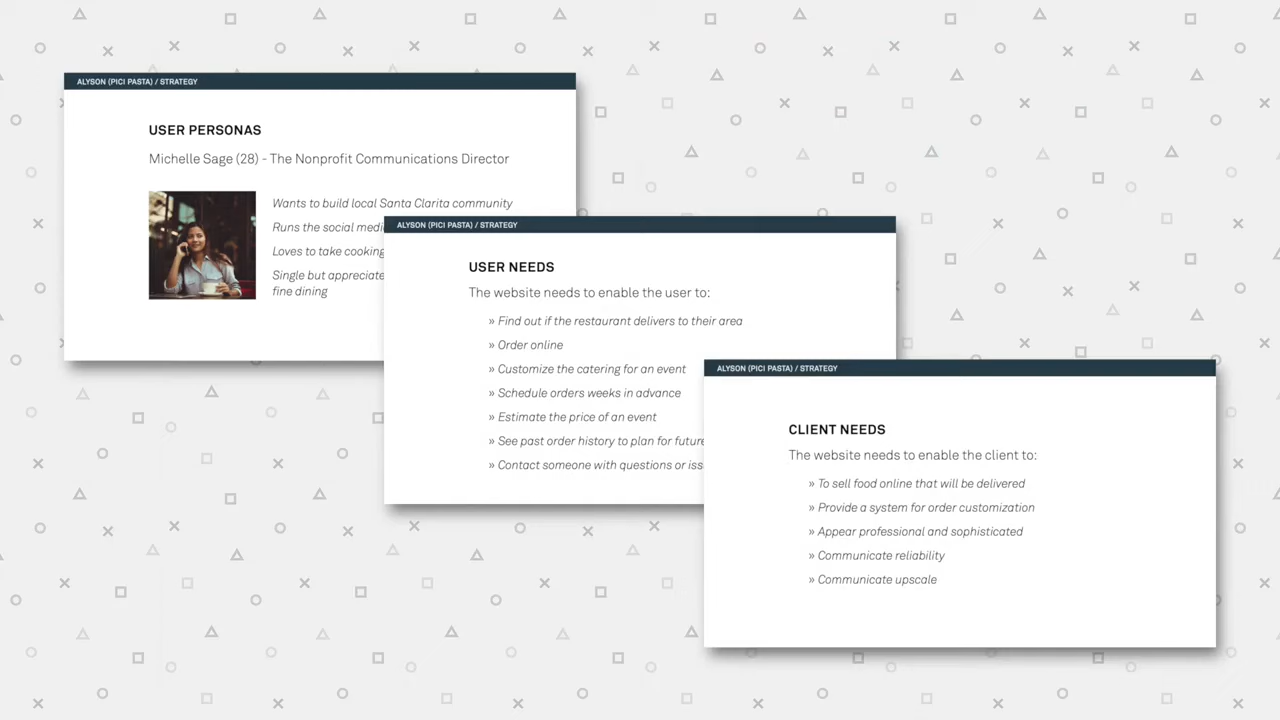 ALYSON (PICI PASTA) / STRATEGY
USER PERSONAS
Michelle Sage (28) - The Nonprofit Communications Director
Wants to build local Santa Clarita community
Runs the social
Loves to take cooking
Single but
fine dining
ALYSON (PICI PASTA) / STRATEGY
USER NEEDS
The website needs to enable the user to:
» Find out if the restaurant delivers to their area
» Order online
» Customize the catering for an event
» Schedule orders weeks in advance
» Estimate the price of an event
» See past order history to plan for future
» Contact someone with questions or
ALYSON (PICI PASTA) / STRATEGY
CLIENT NEEDS
The website needs to enable the client to:
» To sell food online that will be delivered
» Provide a system for order customization
» Appear professional and sophisticated
» Communicate reliability
» Communicate upscale